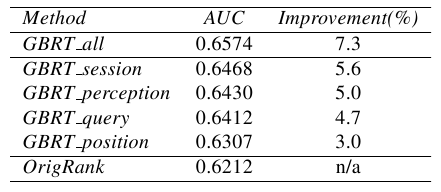 Method AUC Improvement(%)
GBRT_all 0.6574 7.3
GBRT_session 0.6468 5.6
GBRT_perception 0.6430 5.0
GBRT_query 0.6412 4.7
GBRT_position 0.6307 3.0
OrigRank 0.6212 n/a